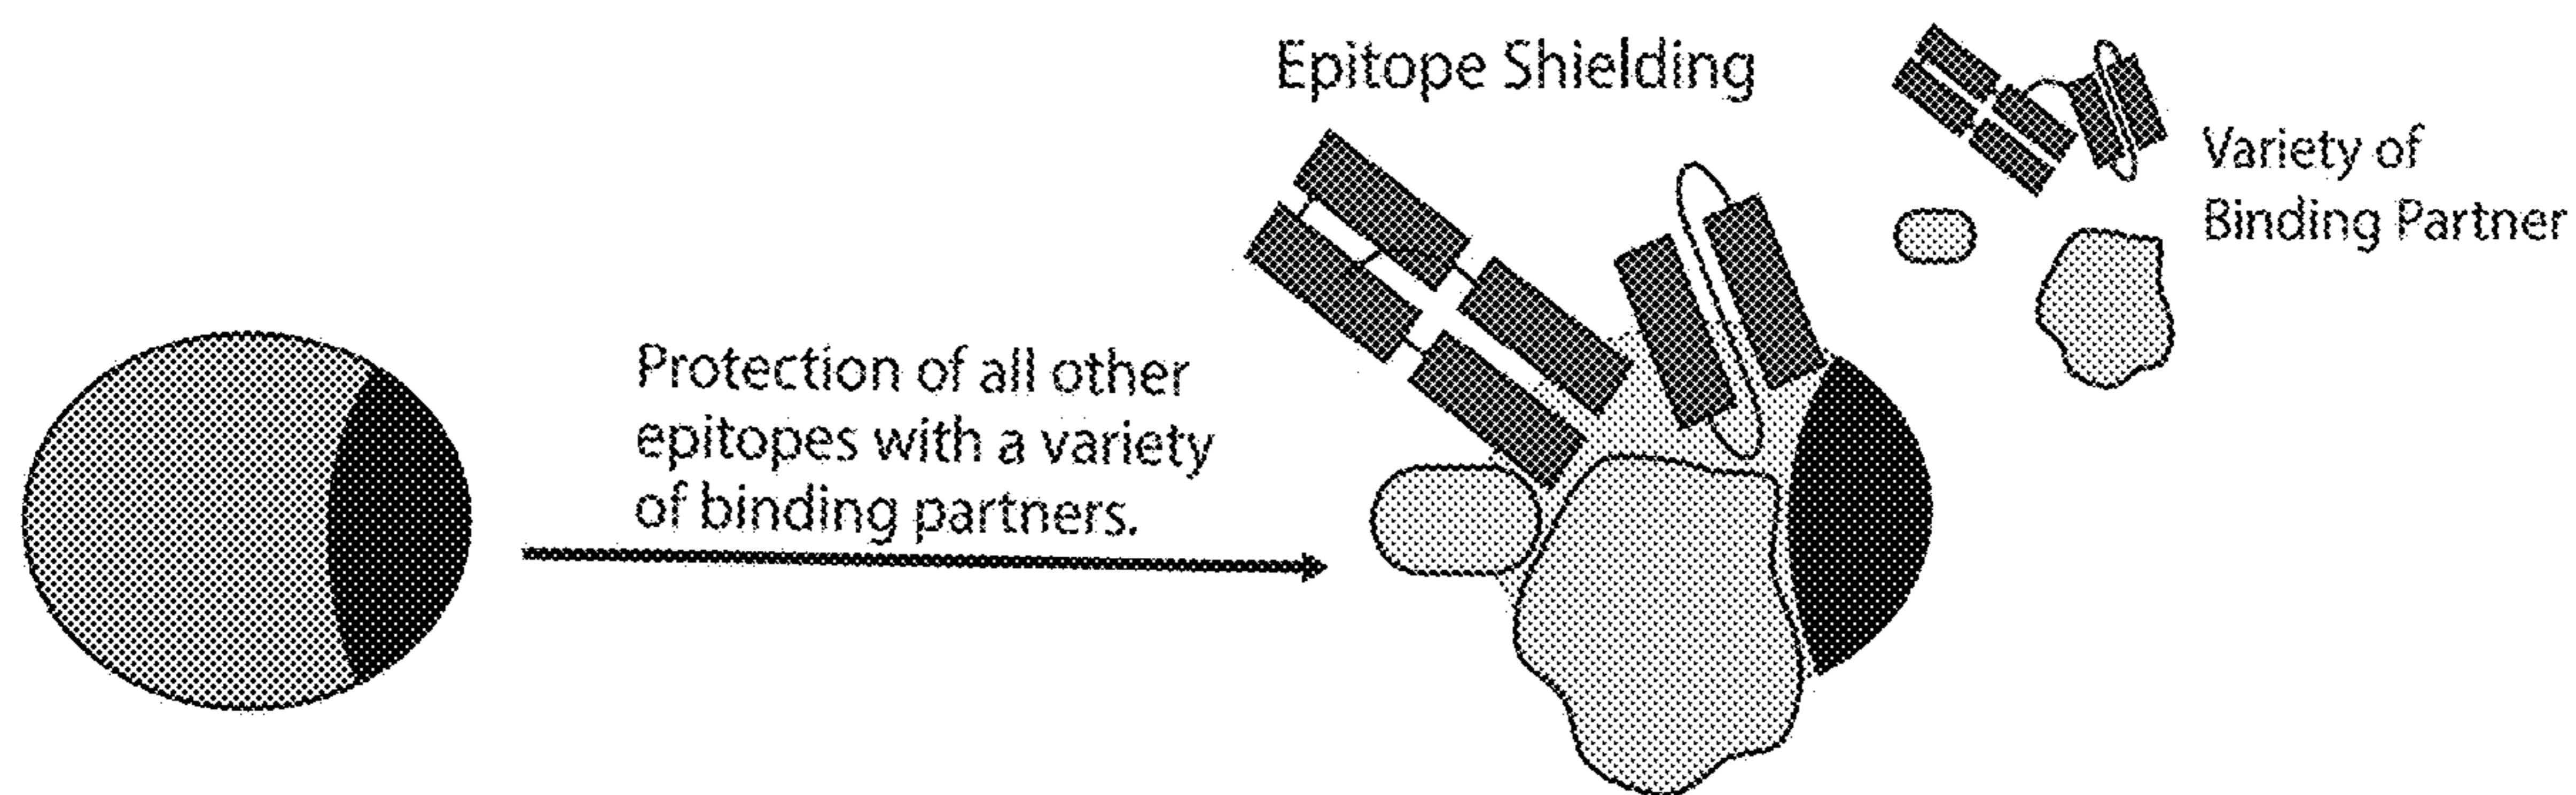 Epitope Shielding
Variety of
Binding Partner
Protection of all other
epitopes with a variety
of binding partners.